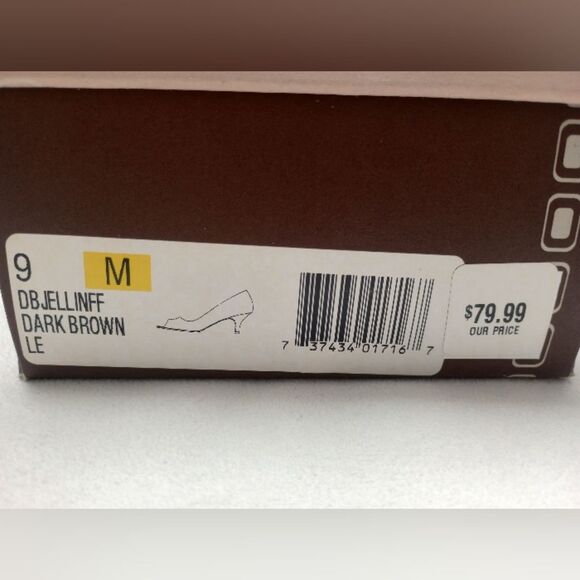 9 M
DBJELLINFF
DARK BROWN
LE
7 37434 01716 7
$79.99
OUR PRICE